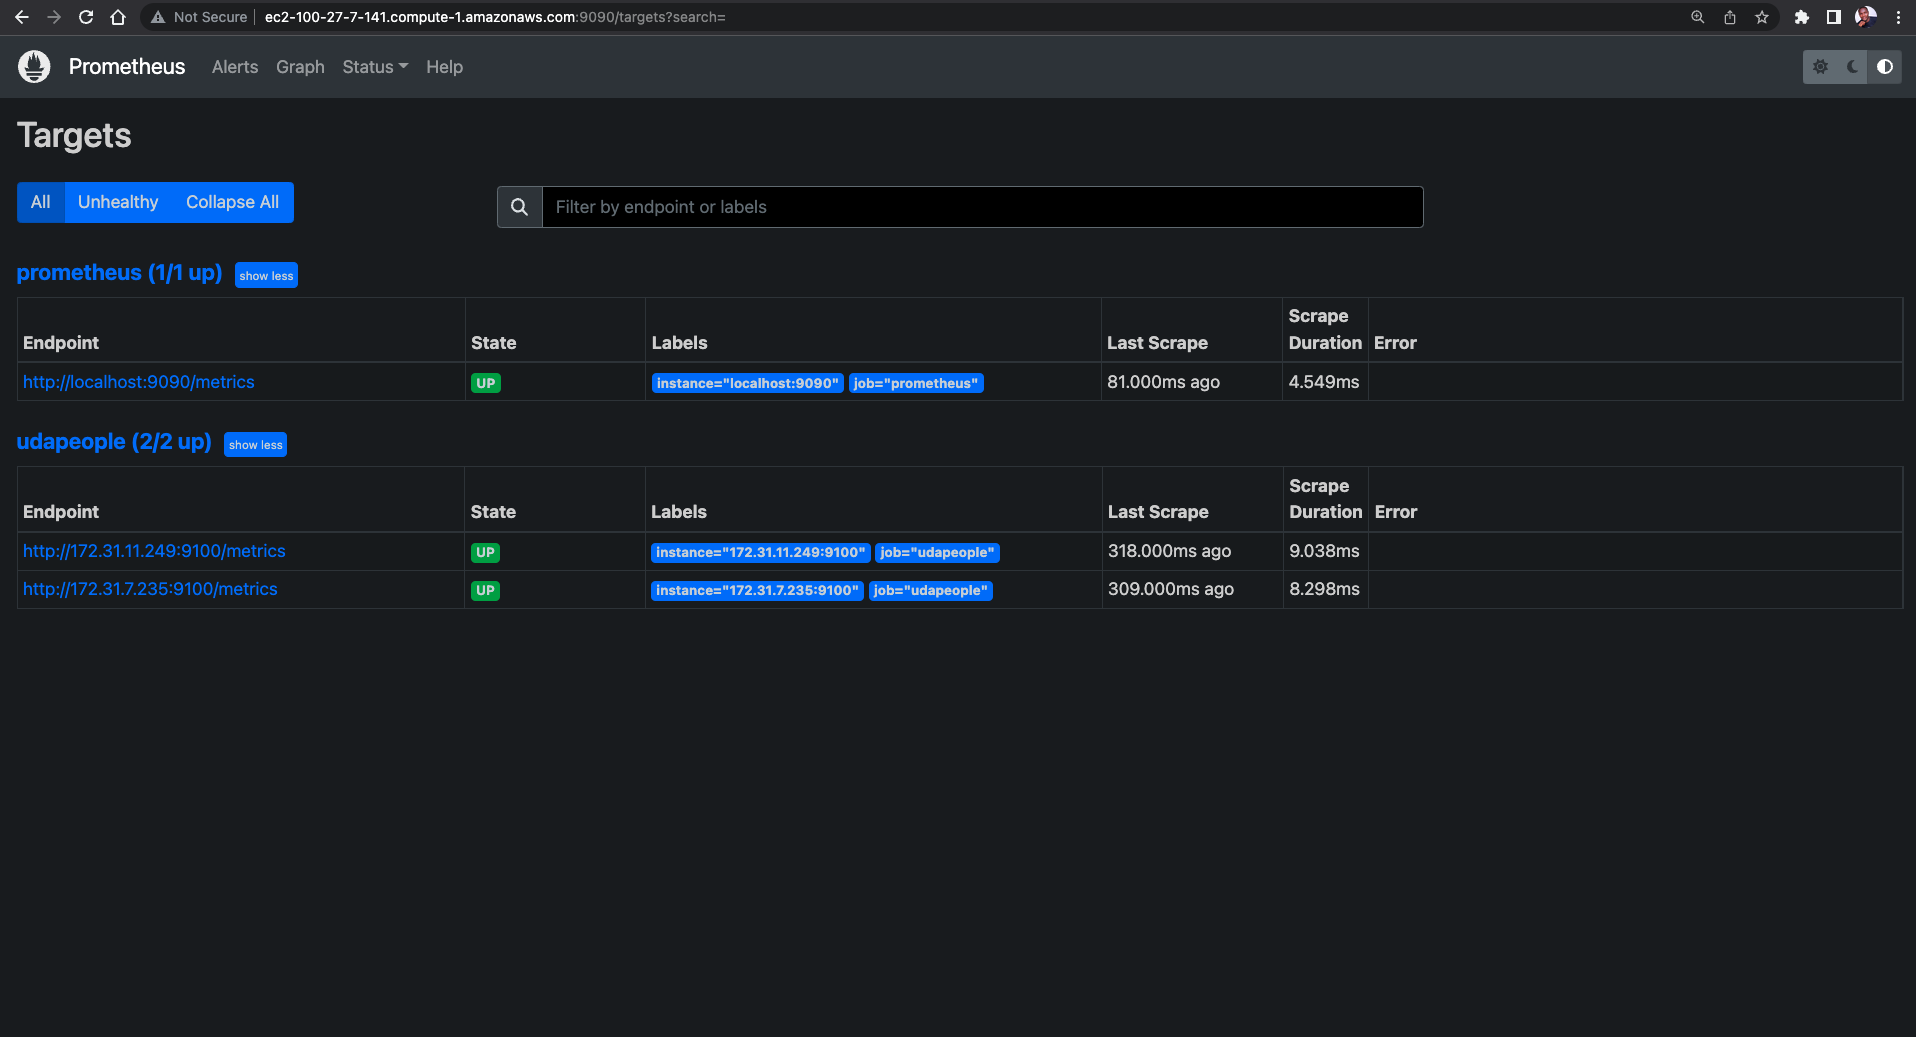 Not Secure ec2-100-27-7-141.compute-1.amazonaws.com:9090/targets?search=
Prometheus Alerts Graph Status Help
Targets
All Unhealthy Collapse All Filter by endpoint or labels
prometheus (1/1 up) show less
Endpoint State Labels Last Scrape Scrape Duration Error
http://localhost:9090/metrics UP instance="localhost:9090" job="prometheus" 81.000ms ago 4.549ms
udapeople (2/2 up) show less
Endpoint State Labels Last Scrape Scrape Duration Error
http://172.31.11.249:9100/metrics UP instance="172.31.11.249:9100" job="udapeople" 318.000ms ago 9.038ms
http://172.31.7.235:9100/metrics UP instance="172.31.7.235:9100" job="udapeople" 309.000ms ago 8.298ms